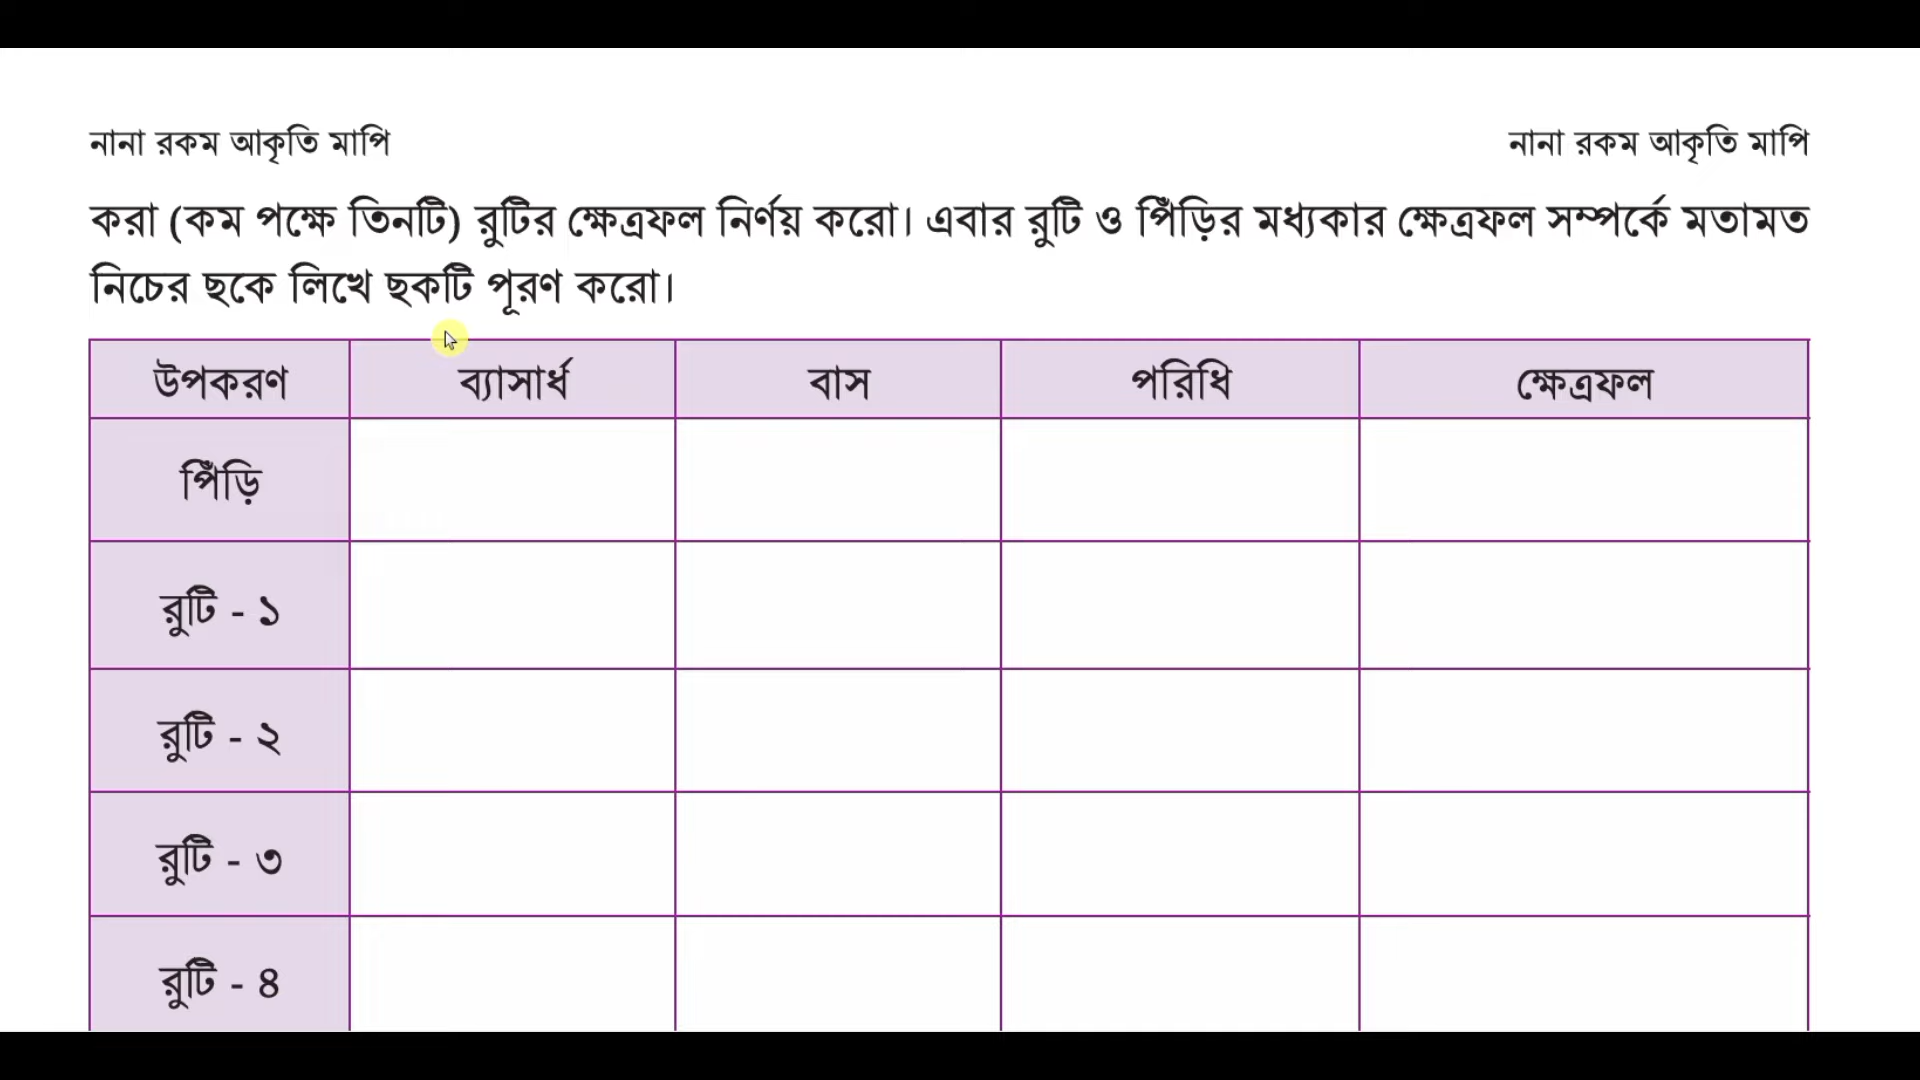 নানা রকম আকৃতি মাপি
নানা রকম আকৃতি মাপি
করা (কম পক্ষে তিনটি) রুটির ক্ষেত্রফল নির্ণয় করো। এবার রুটি ও পিঁড়ির মধ্যকার ক্ষেত্রফল সম্পর্কে মতামত
নিচের ছকে লিখে ছকটি পূরণ করো।
উপকরণ ব্যাসার্ধ বাস পরিধি ক্ষেত্রফল
পিঁড়ি
রুটি - ১
রুটি - ২
রুটি - ৩
রুটি - ৪